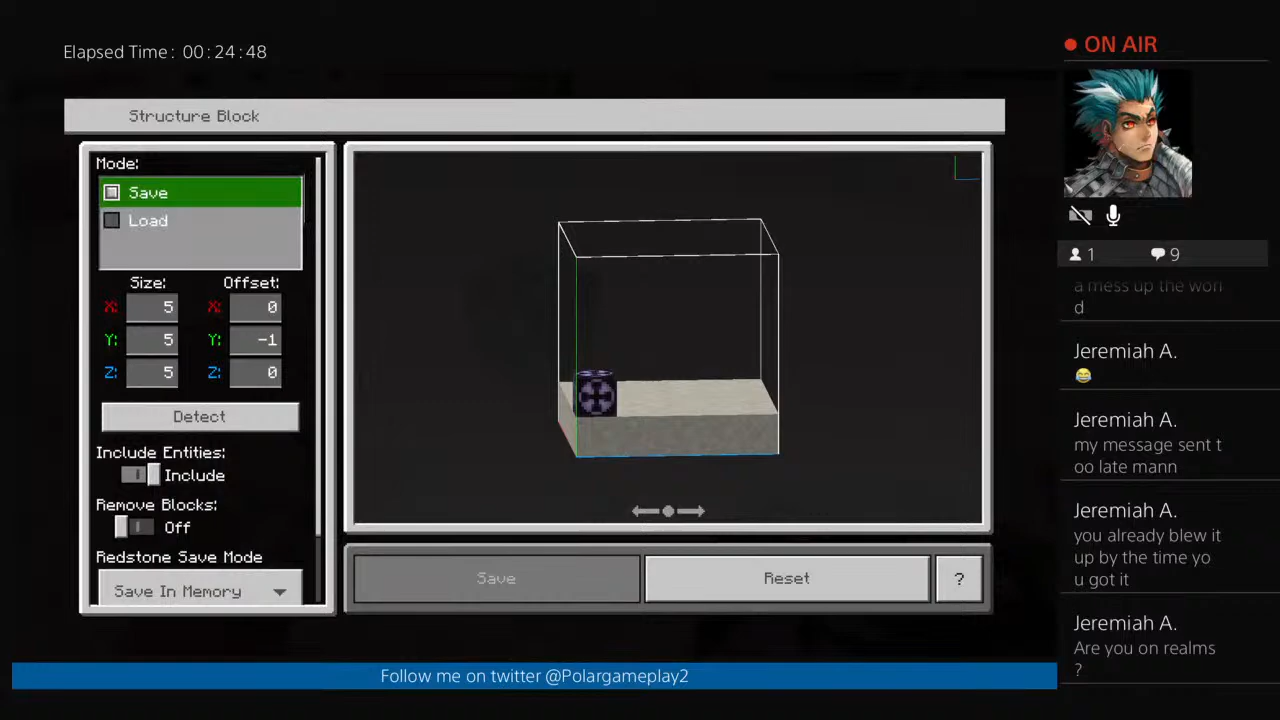 Elapsed Time: 00:24:48
ON AIR
Structure Block
Mode:
Save
Load
Size: Offset:
X: 5 X: 0
Y: 5 Y: -1
Z: 5 Z: 0
Detect
Include Entities:
Include
Remove Blocks:
Off
Redstone Save Mode
Save In Memory
Save
Reset
?
1 9
a mess up the worl
d
Jeremiah A.
😂
Jeremiah A.
my message sent t
oo late mann
Jeremiah A.
you already blew it
up by the time yo
u got it
Jeremiah A.
Are you on realms
?
Follow me on twitter @Polargameplay2